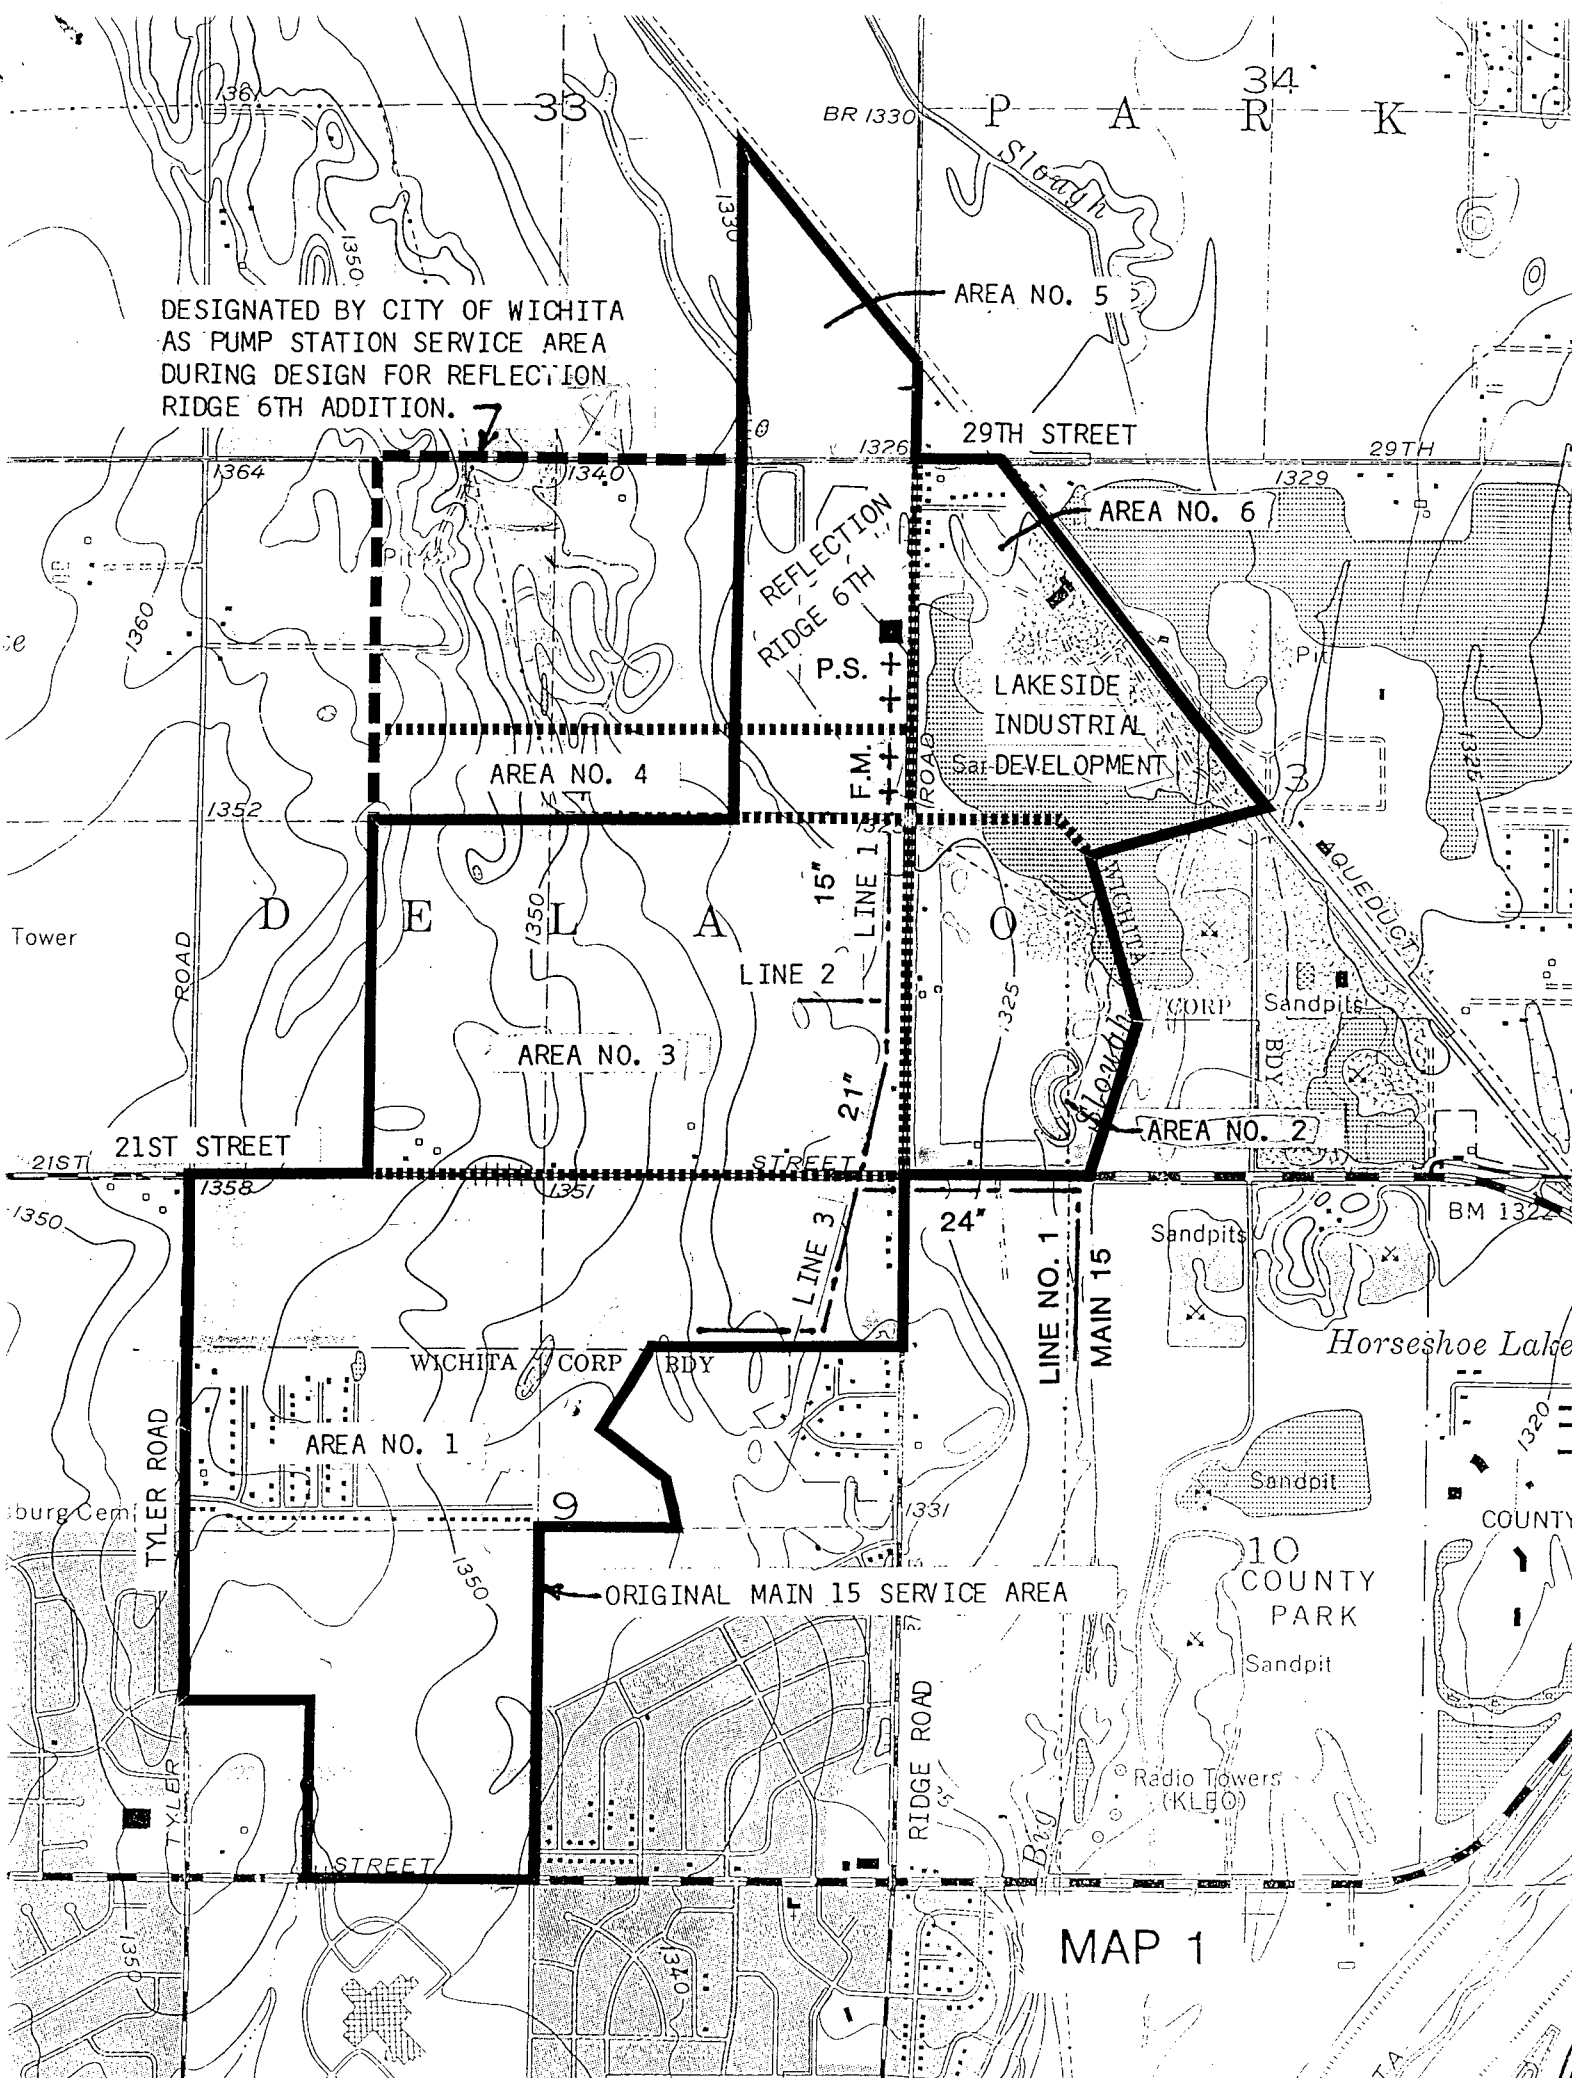 1361
33
34
BR 1330
P A R K
Slough
1330
1350
DESIGNATED BY CITY OF WICHITA
AS PUMP STATION SERVICE AREA
DURING DESIGN FOR REFLECTION
RIDGE 6TH ADDITION.
AREA NO. 5
29TH STREET
1326
29TH
1364
1340
1329
AREA NO. 6
REFLECTION
RIDGE 6TH
Pit
1360
P.S.
Pit
LAKESIDE
INDUSTRIAL
DEVELOPMENT
1325
AREA NO. 4
F.M.
ROAD
3
1352
15"
LINE 1
AQUEDUCT
WICHITA
D E L A O
1350
Tower
ROAD
LINE 2
1325
CORP
Sandpits
BDY
Slough
AREA NO. 3
21"
AREA NO. 2
21ST STREET
21ST
STREET
1358
1351
1350
24"
BM 1322
Sandpits
LINE 3
LINE NO. 1
MAIN 15
Horseshoe Lake
WICHITA CORP BDY
AREA NO. 1
TYLER ROAD
1320
Sandpit
burg Cem
9
1331
COUNTY
10
COUNTY
PARK
1350
ORIGINAL MAIN 15 SERVICE AREA
Sandpit
RIDGE ROAD
Radio Towers
(KLEO)
TYLER
Big
STREET
MAP 1
1350
1340